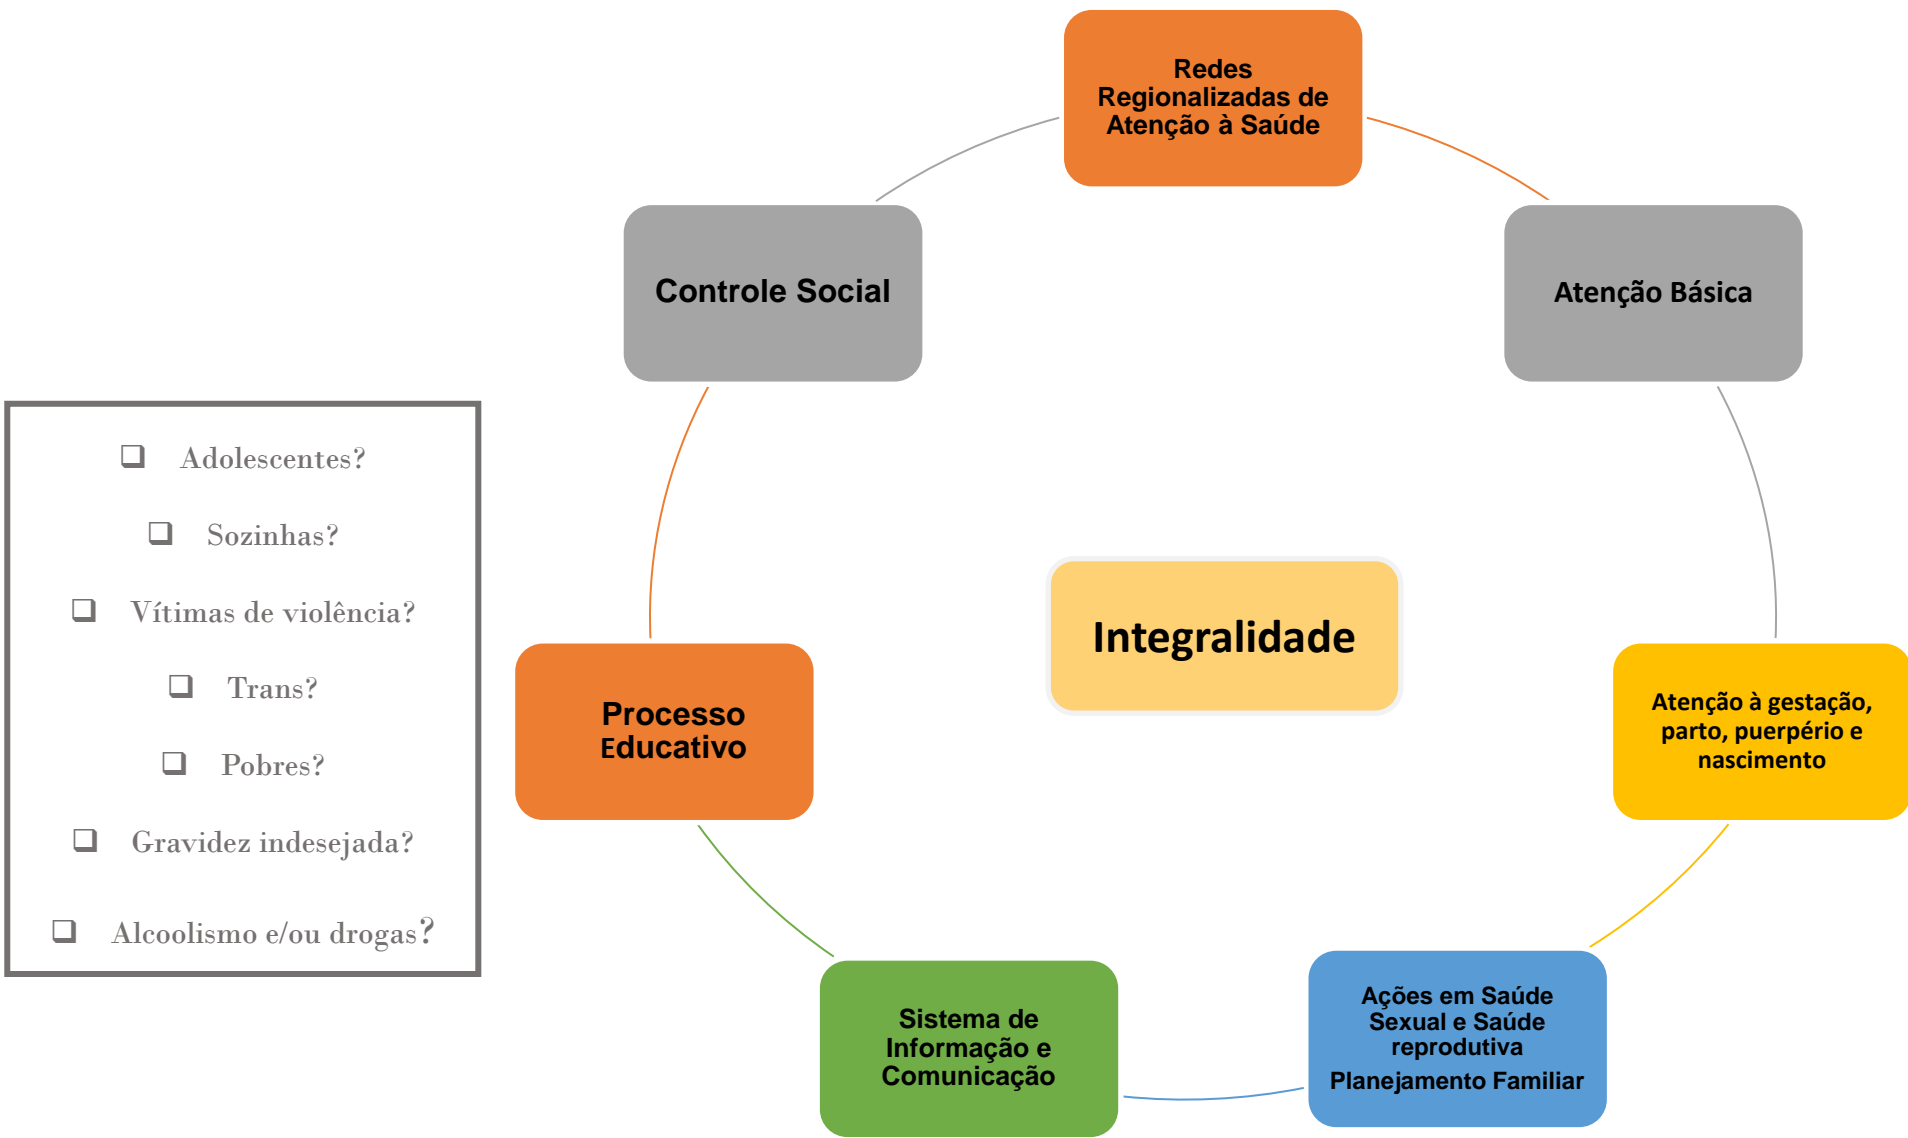 Redes
Regionalizadas de
Atenção à Saúde
Controle Social
Atenção Básica
❑ Adolescentes?
❑ Sozinhas?
❑ Vítimas de violência?
❑ Trans?
❑ Pobres?
❑ Gravidez indesejada?
❑ Alcoolismo e/ou drogas?
Integralidade
Processo
Educativo
Atenção à gestação,
parto, puerpério e
nascimento
Sistema de
Informação e
Comunicação
Ações em Saúde
Sexual e Saúde
reprodutiva
Planejamento Familiar